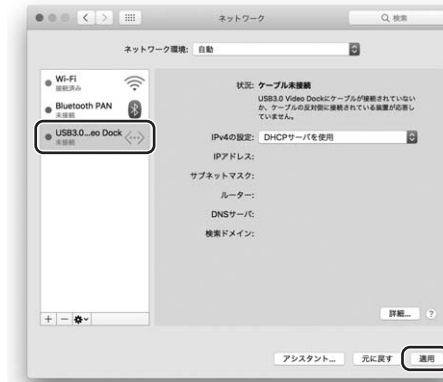 ネットワーク
検索
ネットワーク環境: 自動
Wi-Fi
接続済み
Bluetooth PAN
未接続
USB3.0...eo Dock
未接続
状況: ケーブル未接続
USB3.0 Video Dockにケーブルが接続されていない
か、ケーブルの反対側に接続されている装置が応答し
ていません。
IPv4の設定: DHCPサーバを使用
IPアドレス:
サブネットマスク:
ルーター:
DNSサーバ:
検索ドメイン:
+ −
詳細... ?
アシスタント... 元に戻す 適用